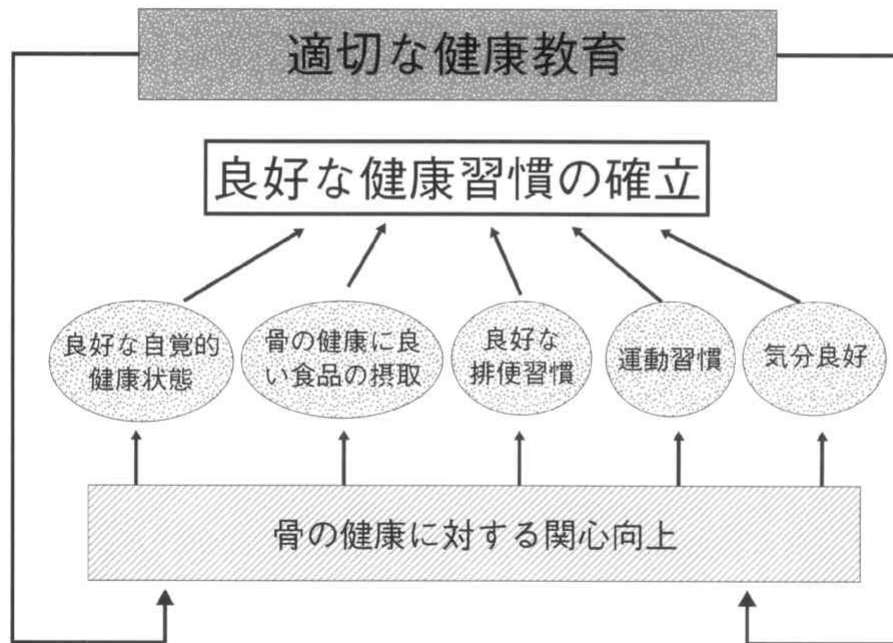 適切な健康教育
良好な健康習慣の確立
良好な自覚的
健康状態
骨の健康に良
い食品の摂取
良好な
排便習慣
運動習慣
気分良好
骨の健康に対する関心向上